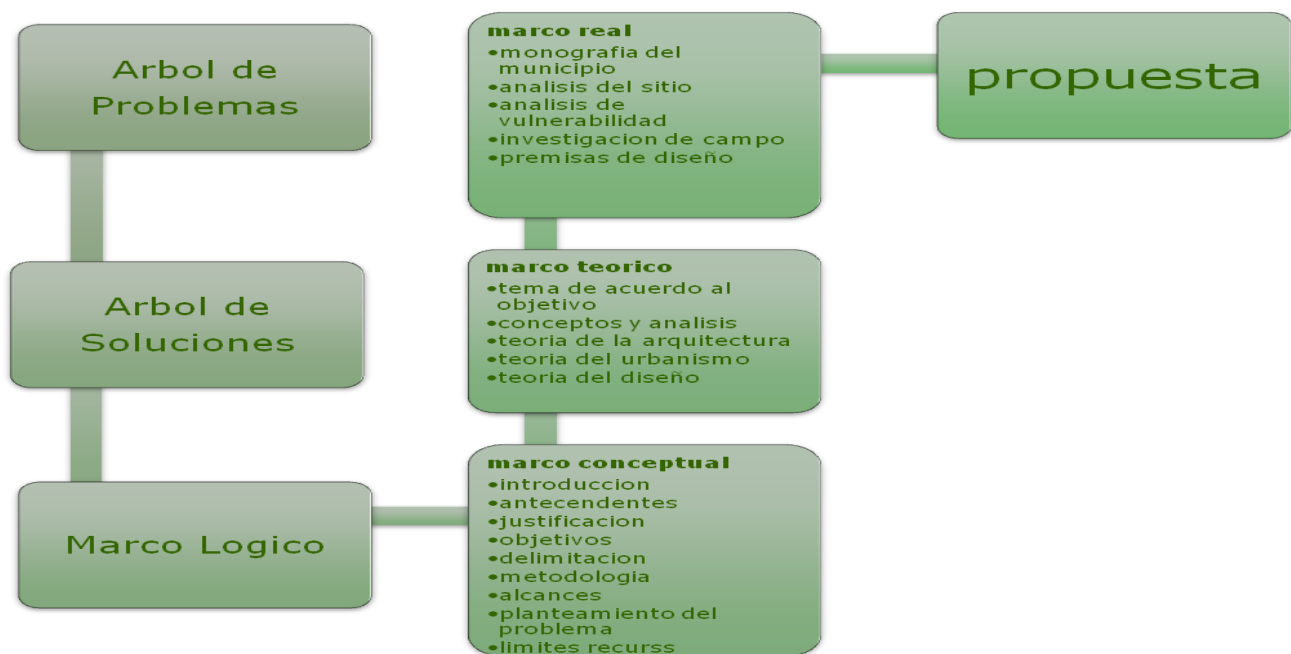 Arbol de
Problemas
Arbol de
Soluciones
Marco Logico
marco conceptual
•introduccion
•antecendentes
•justificacion
•objetivos
•delimitacion
•metodologia
•alcances
•planteamiento del
problema
•limites recurss
marco teorico
•tema de acuerdo al
objetivo
•conceptos y analisis
•teoria de la arquitectura
•teoria del urbanismo
•teoria del diseño
marco real
•monografia del
municipio
•analisis del sitio
•analisis de
vulnerabilidad
•investigacion de campo
•premisas de diseño
propuesta